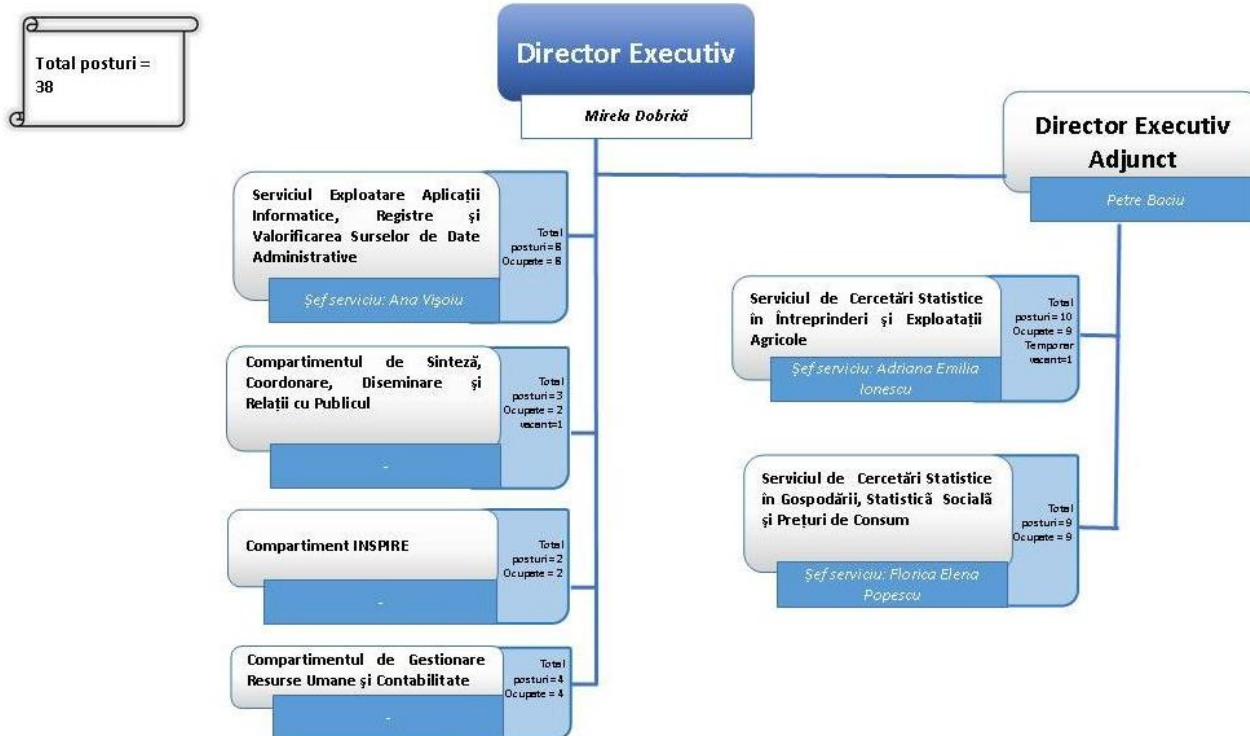 Total posturi =
38
Director Executiv
Mirela Dobrică
Director Executiv
Adjunct
Petre Baciu
Serviciul Exploatare Aplicații
Informatice, Registre și
Valorificarea Surselor de Date
Administrative
Șef serviciu: Ana Vișoiu
Total
posturi=8
Ocupate = 8
Compartimentul de Sinteză,
Coordonare, Diseminare și
Relații cu Publicul
-
Total
posturi=3
Ocupate = 2
vacant=1
Compartiment INSPIRE
-
Total
posturi=2
Ocupate = 2
Compartimentul de Gestionare
Resurse Umane și Contabilitate
-
Total
posturi=4
Ocupate = 4
Serviciul de Cercetări Statistice
în Întreprinderi și Exploatații
Agricole
Șef serviciu: Adriana Emilia
Ionescu
Total
posturi=10
Ocupate = 9
Temporar
vacant=1
Serviciul de Cercetări Statistice
în Gospodării, Statistică Socială
și Prețuri de Consum
Șef serviciu: Florica Elena
Popescu
Total
posturi=9
Ocupate = 9